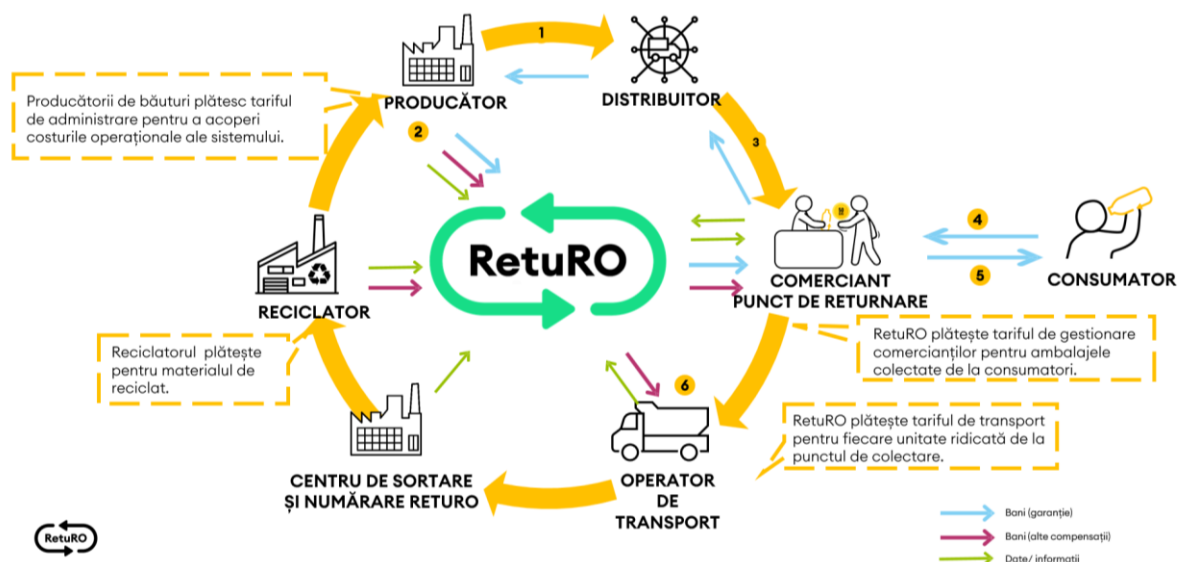 1
PRODUCĂTOR
DISTRIBUITOR
Producătorii de băuturi plătesc tariful
de administrare pentru a acoperi
costurile operaționale ale sistemului.
2
3
RetuRO
4
5
COMERCIANT
PUNCT DE RETURNARE
CONSUMATOR
RECICLATOR
Reciclatorul plătește
pentru materialul de
reciclat.
RetuRO plătește tariful de gestionare
comercianților pentru ambalajele
colectate de la consumatori.
6
RetuRO plătește tariful de transport
pentru fiecare unitate ridicată de la
punctul de colectare.
CENTRU DE SORTARE
ȘI NUMĂRARE RETURO
OPERATOR
DE
TRANSPORT
Bani (garanție)
Bani (alte compensații)
Date/ informații
RetuRO